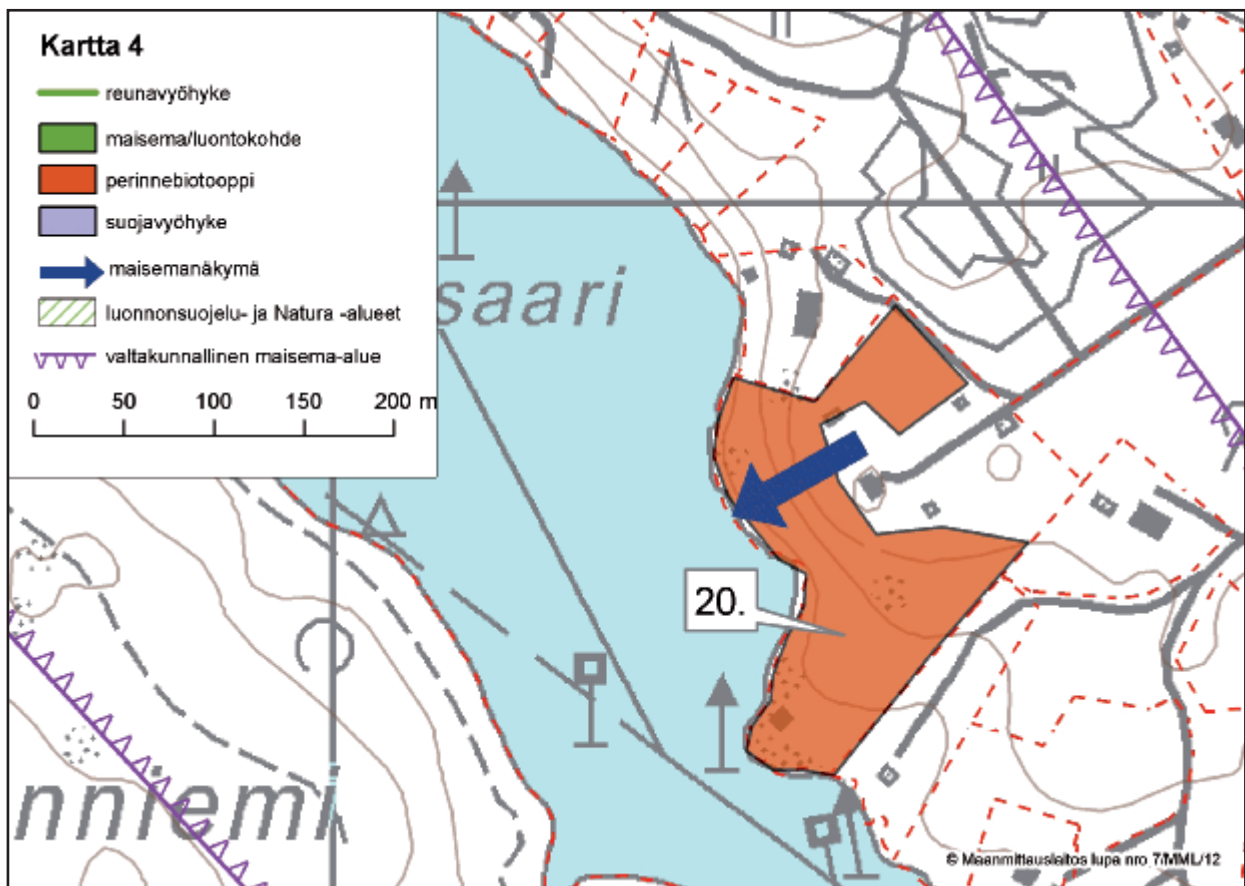 Kartta 4
reunavyöhyke
maisema/luontokohde
perinnebiotooppi
suojavyöhyke
maisemanäkymä
luonnonsuojelu- ja Natura -alueet
valtakunnallinen maisema-alue
0 50 100 150 200 m
saari
20.
nniemi
© Maanmittauslaitos lupa nro 7/MML/12